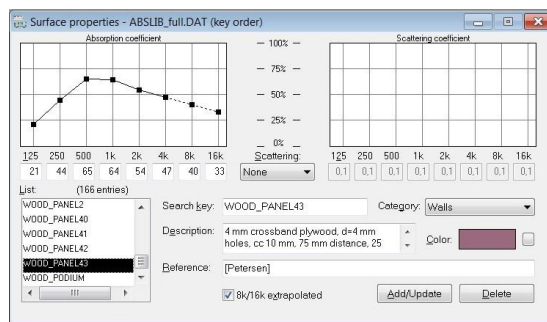 Surface properties - ABSLIB_full.DAT (key order)
Absorption coefficient
Scattering coefficient
100%
75%
50%
25%
0%
125 250 500 1k 2k 4k 8k 16k
Scattering:
125 250 500 1k 2k 4k 8k 16k
21 44 65 64 54 47 40 33
None
0,1 0,1 0,1 0,1 0,1 0,1 0,1 0,1
List: (166 entries)
WOOD_PANEL2
WOOD_PANEL40
WOOD_PANEL41
WOOD_PANEL42
WOOD_PANEL43
WOOD_PODIUM
Search key: WOOD_PANEL43
Category: Walls
Description: 4 mm crossband plywood, d=4 mm
holes, cc 10 mm, 75 mm distance, 25
Color:
Reference: [Petersen]
8k/16k extrapolated
Add/Update
Delete